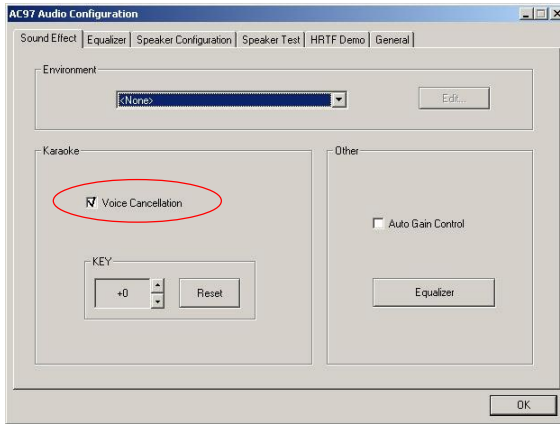 AC97 Audio Configuration
Sound Effect Equalizer Speaker Configuration Speaker Test HRTF Demo General
Environment
<None>
Edit...
Karaoke
Voice Cancellation
KEY
+0
Reset
Other
Auto Gain Control
Equalizer
OK